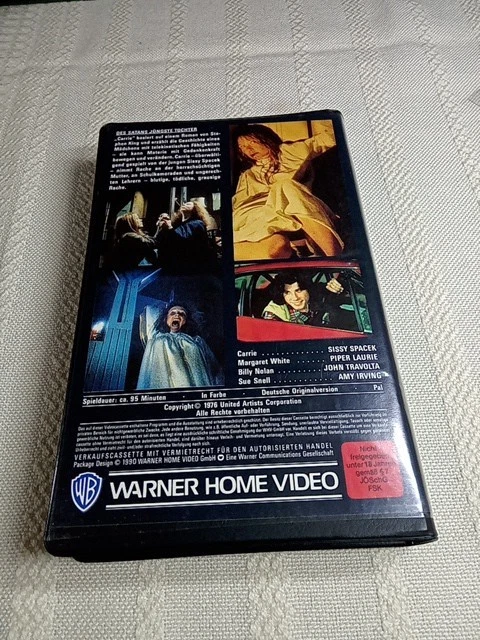 DES SATANS JÜNGSTE TOCHTER
"Carrie" basiert auf einem Roman von Ste-
phen King und erzählt die Geschichte eines
Mädchens mit telekinetischen Fähigkeiten
– sie kann Materie mit Gedankenkraft
bewegen und verändern. Carrie – überwälti-
gend gespielt von der jungen Sissy Spacek
– nimmt Rache an der herrschsüchtigen
Mutter, an Schulkameraden und ungerech-
ten Lehrern – blutige, tödliche, grausige
Rache.
Carrie . . . . . . . . . . . . . SISSY SPACEK
Margaret White . . . . . . . PIPER LAURIE
Billy Nolan . . . . . . . . JOHN TRAVOLTA
Sue Snell . . . . . . . . . . . . AMY IRVING
Spieldauer: ca. 95 Minuten · In Farbe · Deutsche Originalversion · Pal
Copyright © 1976 United Artists Corporation
Alle Rechte vorbehalten
VERKAUFSCASSETTE MIT VERMIETRECHT FÜR DEN AUTORISIERTEN HANDEL
Package Design © 1990 WARNER HOME VIDEO GmbH Eine Warner Communications Gesellschaft
WB WARNER HOME VIDEO
Nicht
freigegeben
unter 18 Jahren
gemäß § 7
JÖSchG
FSK